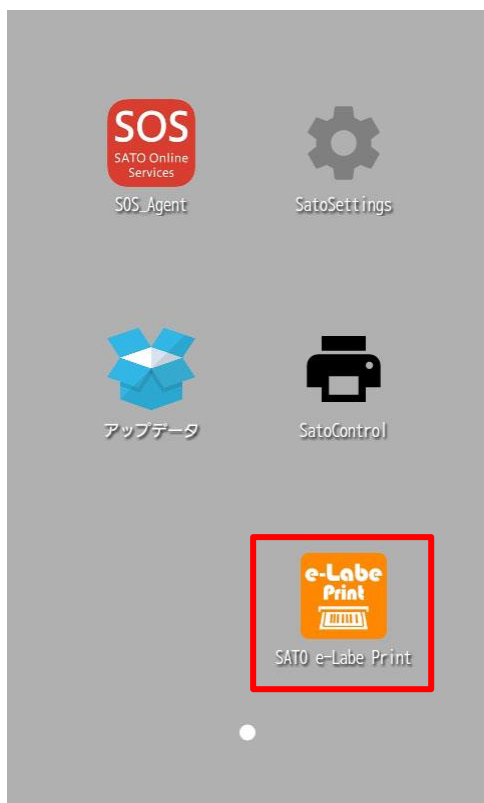 SOS
SATO Online
Services
SOS_Agent
SatoSettings
アップデータ
SatoControl
e-Labe
Print
SATO e-Labe Print